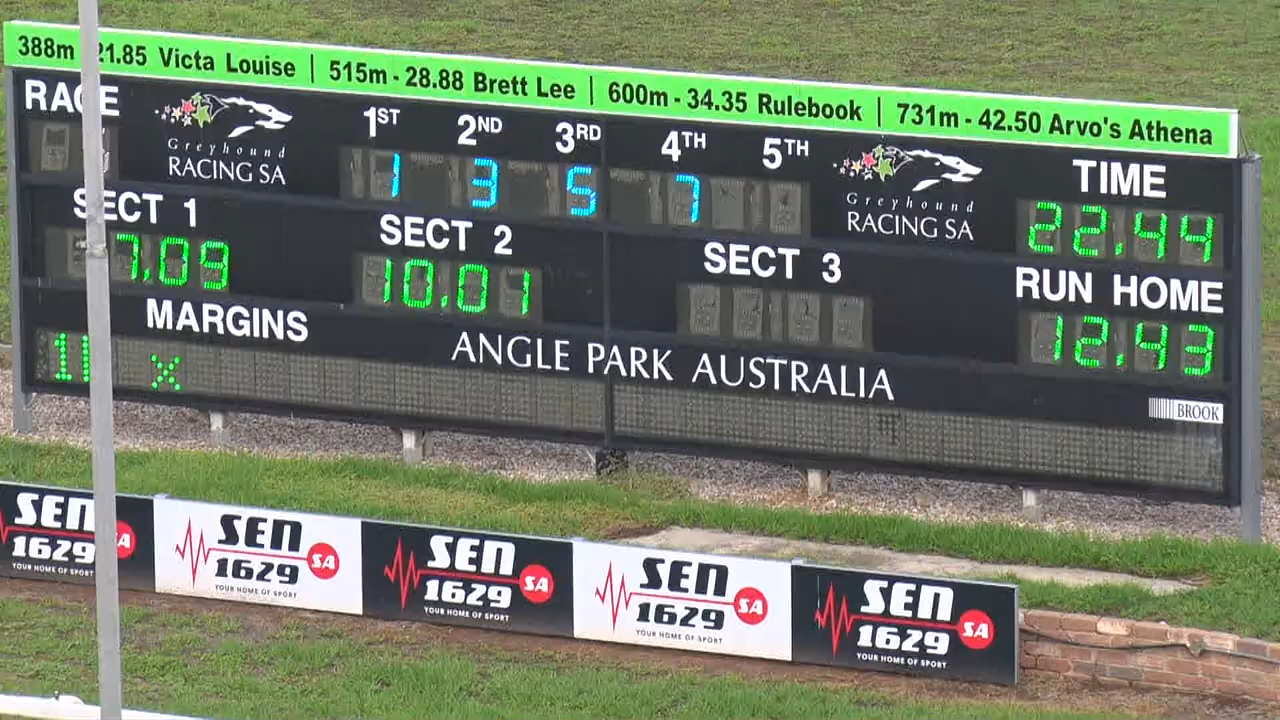 388m 21.85 Victa Louise | 515m - 28.88 Brett Lee | 600m - 34.35 Rulebook | 731m - 42.50 Arvo's Athena
RACE
Greyhound
RACING SA
1ST 2ND 3RD 4TH 5TH
1 3 5 7
Greyhound
RACING SA
TIME
22.44
SECT 1
7.09
SECT 2
10.01
SECT 3
RUN HOME
12.43
MARGINS
ANGLE PARK AUSTRALIA
BROOK
SEN
1629 SA
YOUR HOME OF SPORT
SEN
1629 SA
YOUR HOME OF SPORT
SEN
1629 SA
YOUR HOME OF SPORT
SEN
1629 SA
YOUR HOME OF SPORT
SEN
1629 SA
YOUR HOME OF SPORT